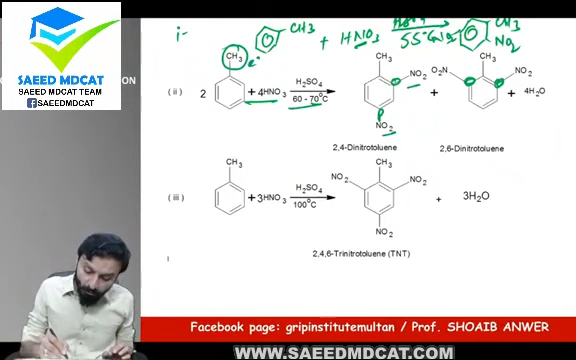 i-
CH3
+ HNO3
H2SO4
55°C
CH3
NO2
SAEED MDCAT
SAEED MDCAT TEAM
f SAEEDMDCAT
CH3
e-
(ii) 2 + 4HNO3
H2SO4
60 - 70°C
CH3
NO2
P
NO2
+
O2N
CH3
NO2
+ 4H2O
2,4-Dinitrotoluene
2,6-Dinitrotoluene
CH3
(iii) + 3HNO3
H2SO4
100°C
CH3
NO2
NO2
NO2
+ 3H2O
2,4,6-Trinitrotoluene (TNT)
Facebook page: gripinstitutemultan / Prof. SHOAIB ANWER
WWW.SAEEDMDCAT.COM